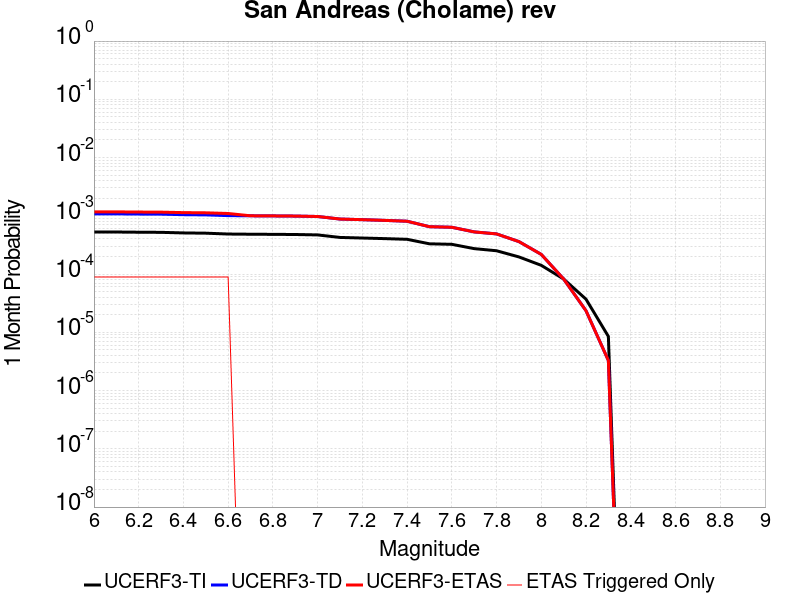 San Andreas (Cholame) rev
10^0
10^-1
10^-2
10^-3
10^-4
10^-5
10^-6
10^-7
10^-8
1 Month Probability
6 6.2 6.4 6.6 6.8 7 7.2 7.4 7.6 7.8 8 8.2 8.4 8.6 8.8 9
Magnitude
UCERF3-TI UCERF3-TD UCERF3-ETAS ETAS Triggered Only